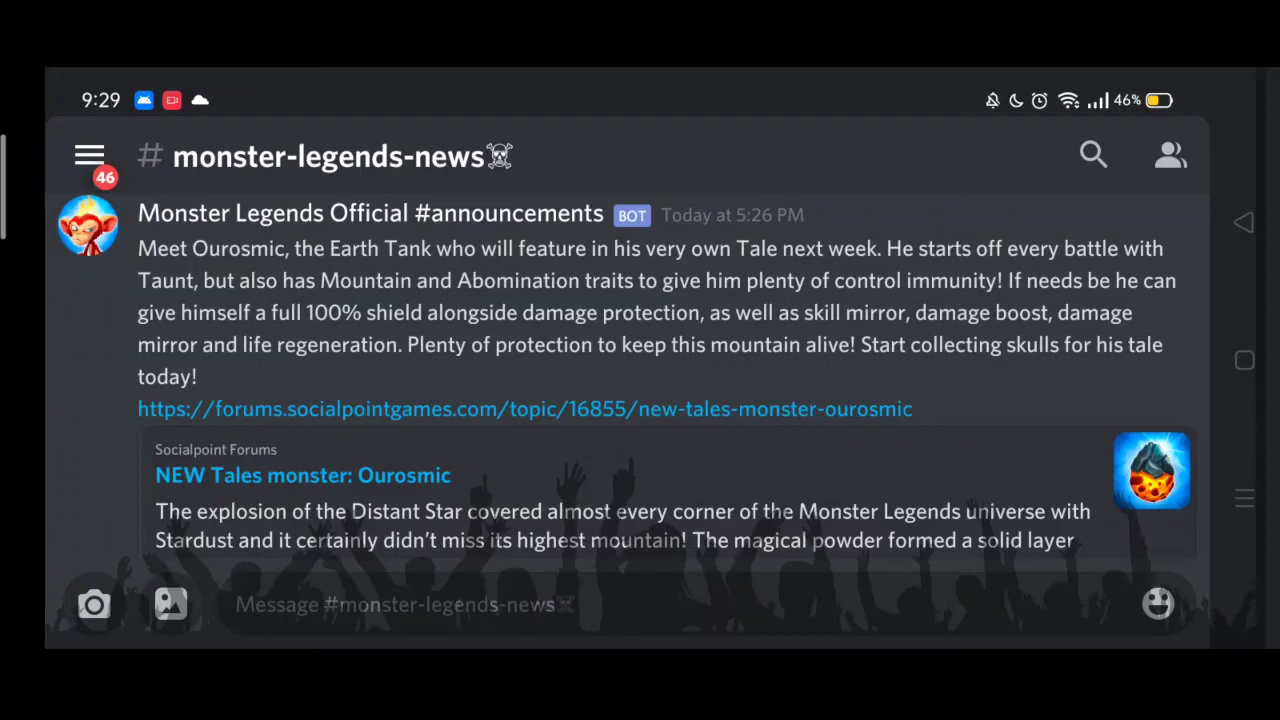 9:29 46%
# monster-legends-news☠
46
Monster Legends Official #announcements BOT Today at 5:26 PM
Meet Ourosmic, the Earth Tank who will feature in his very own Tale next week. He starts off every battle with
Taunt, but also has Mountain and Abomination traits to give him plenty of control immunity! If needs be he can
give himself a full 100% shield alongside damage protection, as well as skill mirror, damage boost, damage
mirror and life regeneration. Plenty of protection to keep this mountain alive! Start collecting skulls for his tale
today!
https://forums.socialpointgames.com/topic/16855/new-tales-monster-ourosmic
Socialpoint Forums
NEW Tales monster: Ourosmic
The explosion of the Distant Star covered almost every corner of the Monster Legends universe with
Stardust and it certainly didn't miss its highest mountain! The magical powder formed a solid layer
Message #monster-legends-news☠